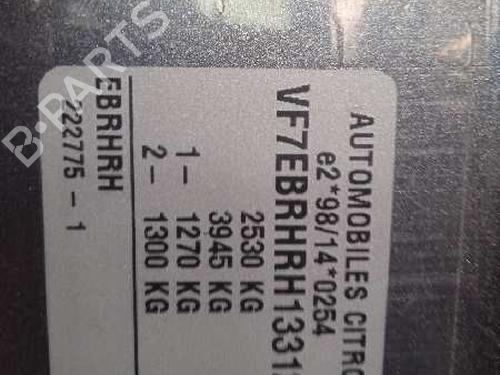 AUTOMOBILES CITRO
e2*98/14*0254
VF7EBRHRH1331
2530 KG
3945 KG
1- 1270 KG
2- 1300 KG
EBRHRH
222775 - 1
B-PARTS